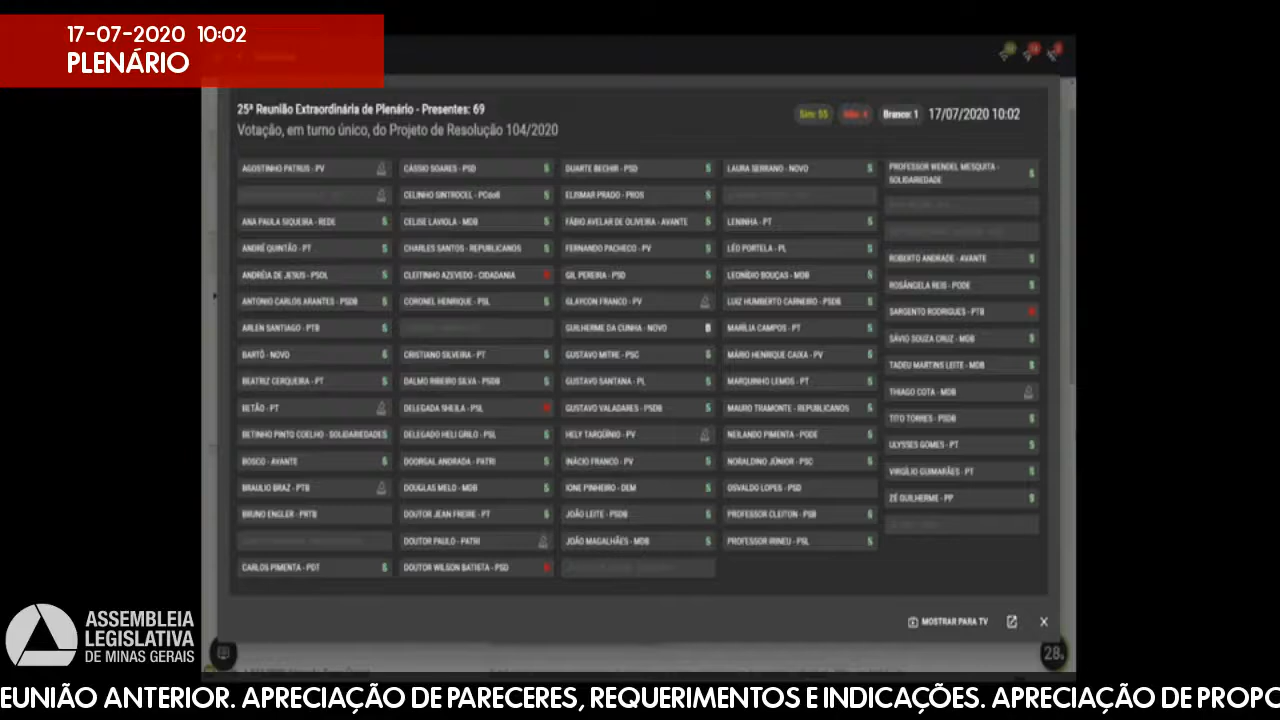 17-07-2020 10:02
PLENÁRIO
25ª Reunião Extraordinária de Plenário - Presentes: 69
Sim: 55
Branco: 1
17/07/2020 10:02
Votação, em turno único, do Projeto de Resolução 104/2020
AGOSTINHO PATRUS - PV
ANA PAULA SIQUEIRA - REDE S
ANDRÉ QUINTÃO - PT S
ANDRÉIA DE JESUS - PSOL S
ANTONIO CARLOS ARANTES - PSDB S
ARLEN SANTIAGO - PTB S
BARTÔ - NOVO S
BEATRIZ CERQUEIRA - PT S
BETÃO - PT
BETINHO PINTO COELHO - SOLIDARIEDADE S
BOSCO - AVANTE S
BRAULIO BRAZ - PTB
BRUNO ENGLER - PRTB
CARLOS PIMENTA - PDT S
CÁSSIO SOARES - PSD S
CELINHO SINTROCEL - PCdoB S
CELISE LAVIOLA - MDB S
CHARLES SANTOS - REPUBLICANOS S
CLEITINHO AZEVEDO - CIDADANIA
CORONEL HENRIQUE - PSL S
CRISTIANO SILVEIRA - PT S
DALMO RIBEIRO SILVA - PSDB S
DELEGADA SHEILA - PSL
DELEGADO HELI GRILO - PSL S
DOORGAL ANDRADA - PATRI S
DOUGLAS MELO - MDB S
DOUTOR JEAN FREIRE - PT S
DOUTOR PAULO - PATRI
DOUTOR WILSON BATISTA - PSD
DUARTE BECHIR - PSD S
ELISMAR PRADO - PROS S
FÁBIO AVELAR DE OLIVEIRA - AVANTE S
FERNANDO PACHECO - PV S
GIL PEREIRA - PSD S
GLAYCON FRANCO - PV
GUILHERME DA CUNHA - NOVO B
GUSTAVO MITRE - PSC S
GUSTAVO SANTANA - PL S
GUSTAVO VALADARES - PSDB S
HELY TARQÜÍNIO - PV
INÁCIO FRANCO - PV S
IONE PINHEIRO - DEM S
JOÃO LEITE - PSDB S
JOÃO MAGALHÃES - MDB S
LAURA SERRANO - NOVO S
LENINHA - PT S
LÉO PORTELA - PL S
LEONÍDIO BOUÇAS - MDB S
LUIZ HUMBERTO CARNEIRO - PSDB S
MARÍLIA CAMPOS - PT S
MÁRIO HENRIQUE CAIXA - PV S
MARQUINHO LEMOS - PT S
MAURO TRAMONTE - REPUBLICANOS S
NEILANDO PIMENTA - PODE S
NORALDINO JÚNIOR - PSC S
OSVALDO LOPES - PSD S
PROFESSOR CLEITON - PSB S
PROFESSOR IRINEU - PSL S
PROFESSOR WENDEL MESQUITA -
SOLIDARIEDADE S
ROBERTO ANDRADE - AVANTE S
ROSÂNGELA REIS - PODE S
SARGENTO RODRIGUES - PTB
SÁVIO SOUZA CRUZ - MDB S
TADEU MARTINS LEITE - MDB S
THIAGO COTA - MDB
TITO TORRES - PSDB S
ULYSSES GOMES - PT S
VIRGÍLIO GUIMARÃES - PT S
ZÉ GUILHERME - PP S
MOSTRAR PARA TV
28
ASSEMBLEIA
LEGISLATIVA
DE MINAS GERAIS
EUNIÃO ANTERIOR. APRECIAÇÃO DE PARECERES, REQUERIMENTOS E INDICAÇÕES. APRECIAÇÃO DE PROPO